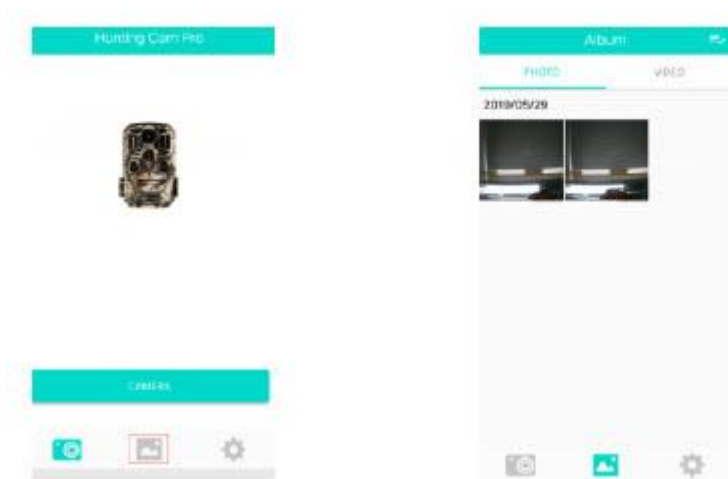 Hunting Cam Pro
CAMERA
Album
PHOTO
VIDEO
2019/05/29